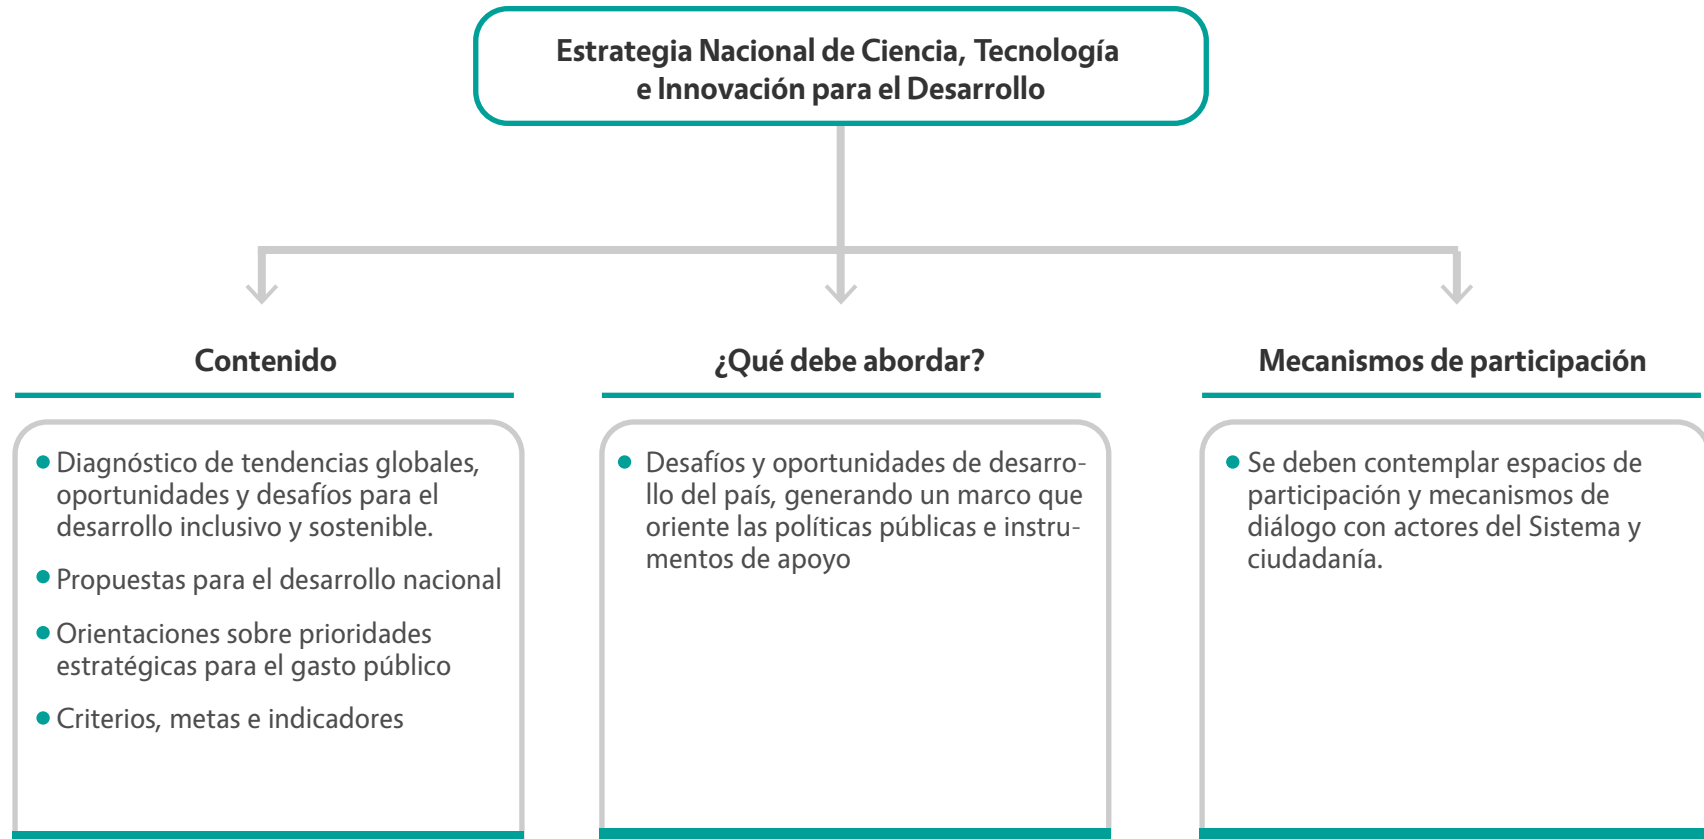 Estrategia Nacional de Ciencia, Tecnología
e Innovación para el Desarrollo
Contenido
Diagnóstico de tendencias globales,
oportunidades y desafíos para el
desarrollo inclusivo y sostenible.
Propuestas para el desarrollo nacional
Orientaciones sobre prioridades
estratégicas para el gasto público
Criterios, metas e indicadores
¿Qué debe abordar?
Desafíos y oportunidades de desarro-
llo del país, generando un marco que
oriente las políticas públicas e instru-
mentos de apoyo
Mecanismos de participación
Se deben contemplar espacios de
participación y mecanismos de
diálogo con actores del Sistema y
ciudadanía.